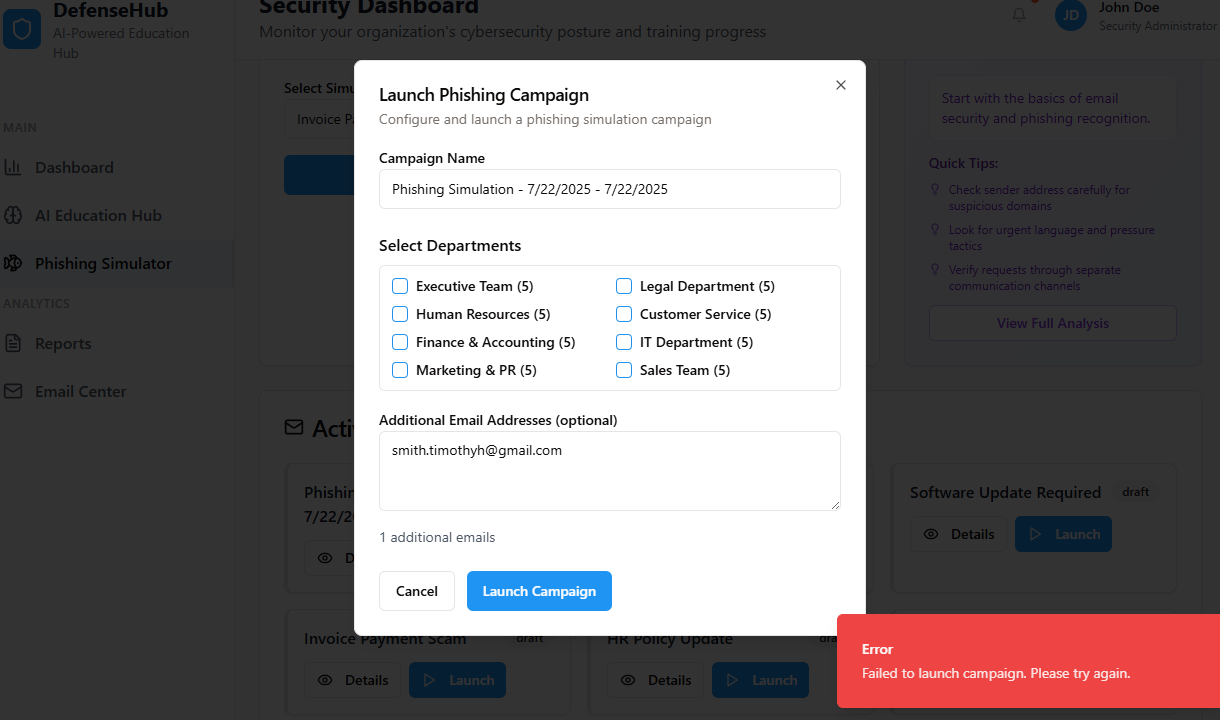 DefenseHub
AI-Powered Education
Hub
MAIN
Dashboard
AI Education Hub
Phishing Simulator
ANALYTICS
Reports
Email Center
Security Dashboard
Monitor your organization's cybersecurity posture and training progress
JD
John Doe
Security Administrator
Select Simu
Invoice P
Launch Phishing Campaign
Configure and launch a phishing simulation campaign
Campaign Name
Phishing Simulation - 7/22/2025 - 7/22/2025
Select Departments
Executive Team (5)
Legal Department (5)
Human Resources (5)
Customer Service (5)
Finance & Accounting (5)
IT Department (5)
Marketing & PR (5)
Sales Team (5)
Additional Email Addresses (optional)
smith.timothyh@gmail.com
1 additional emails
Cancel
Launch Campaign
Start with the basics of email
security and phishing recognition.
Quick Tips:
Check sender address carefully for
suspicious domains
Look for urgent language and pressure
tactics
Verify requests through separate
communication channels
View Full Analysis
Acti
Phishin
7/22/2
D
Software Update Required
draft
Details
Launch
Invoice Payment Scam
draft
Details
Launch
HR Policy Update
dra
Details
Launch
Error
Failed to launch campaign. Please try again.